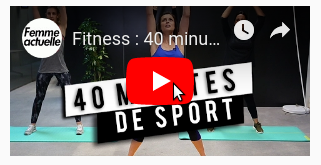 Femme
actuelle
Fitness : 40 minu...
40 M
TES
DE SPORT